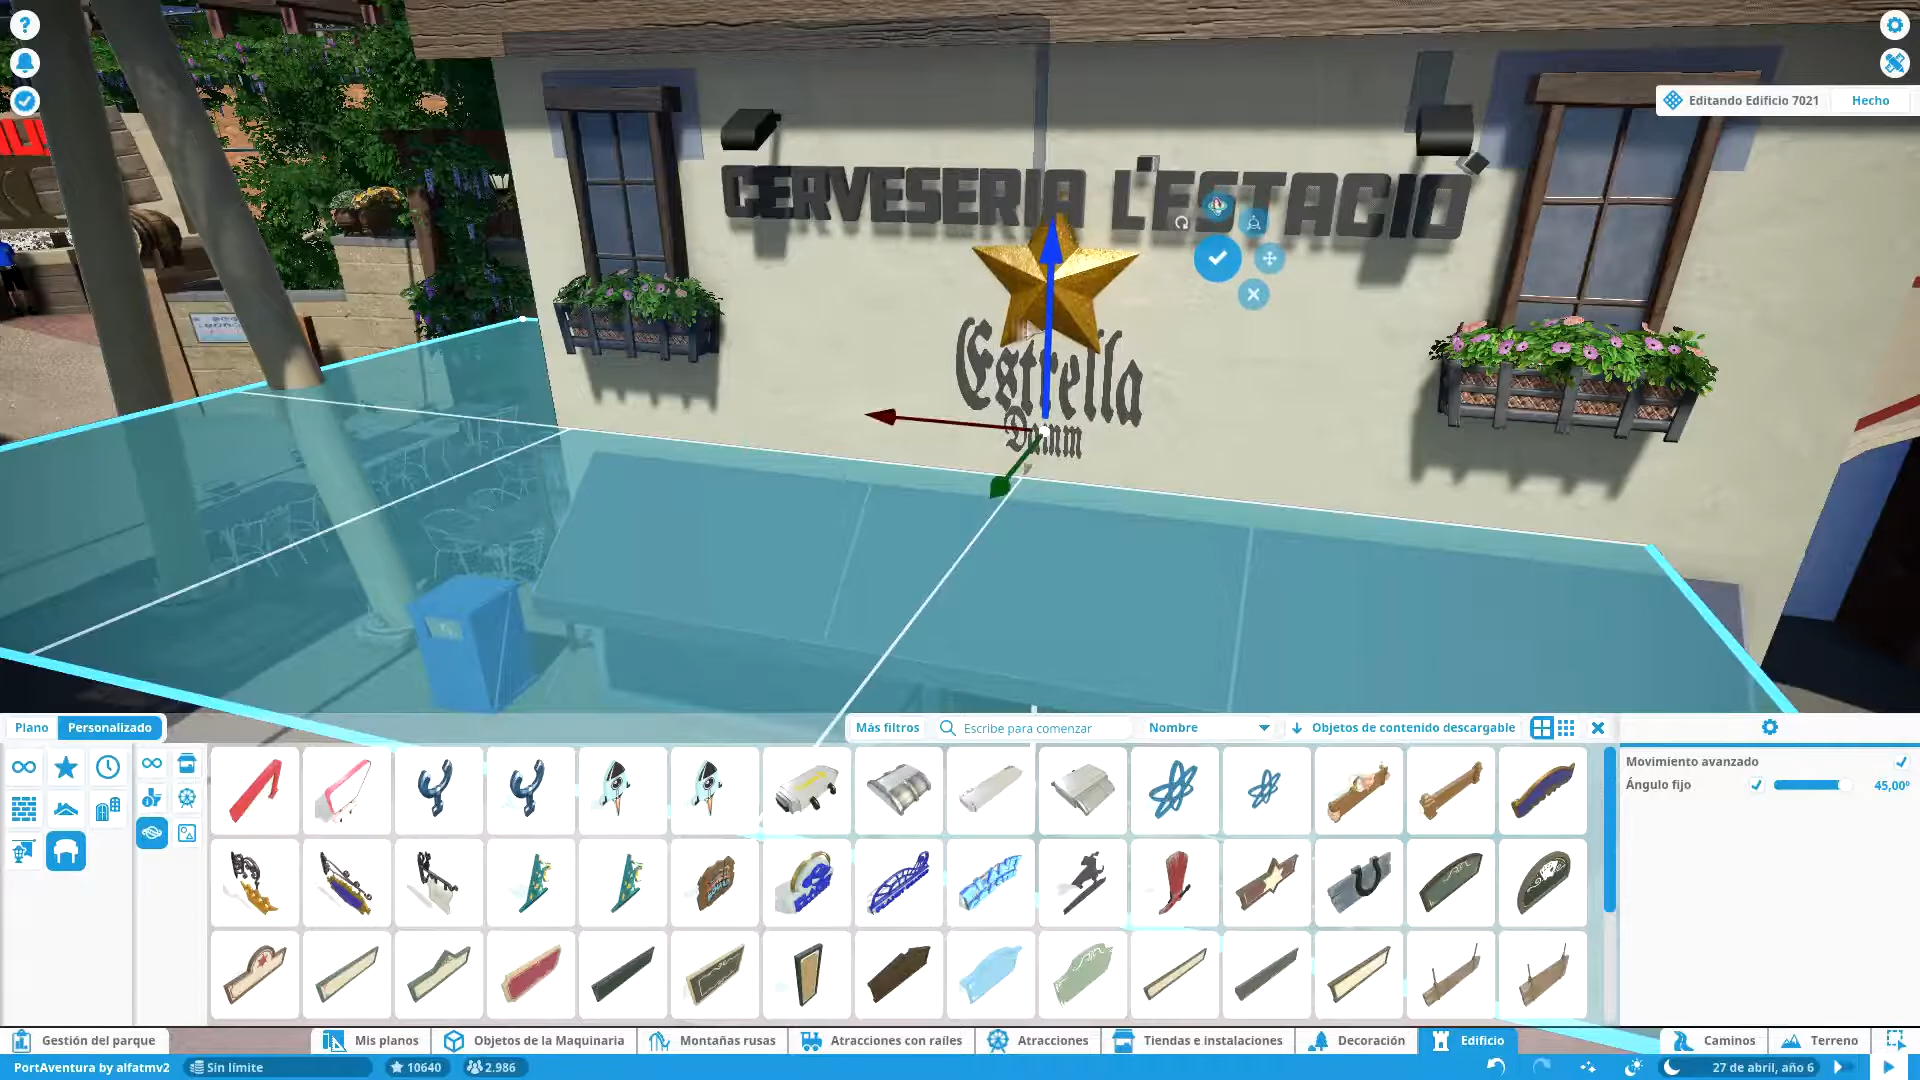 Editando Edificio 7021
Hecho
CERVESERIA L'ESTACIO
Estrella
Damm
Plano
Personalizado
Más filtros
Escribe para comenzar
Nombre
Objetos de contenido descargable
Movimiento avanzado
Ángulo fijo
45,00º
Gestión del parque
Mis planos
Objetos de la Maquinaria
Montañas rusas
Atracciones con raíles
Atracciones
Tiendas e instalaciones
Decoración
Edificio
Caminos
Terreno
PortAventura by alfatmv2
Sin límite
10640
2.986
27 de abril, año 6